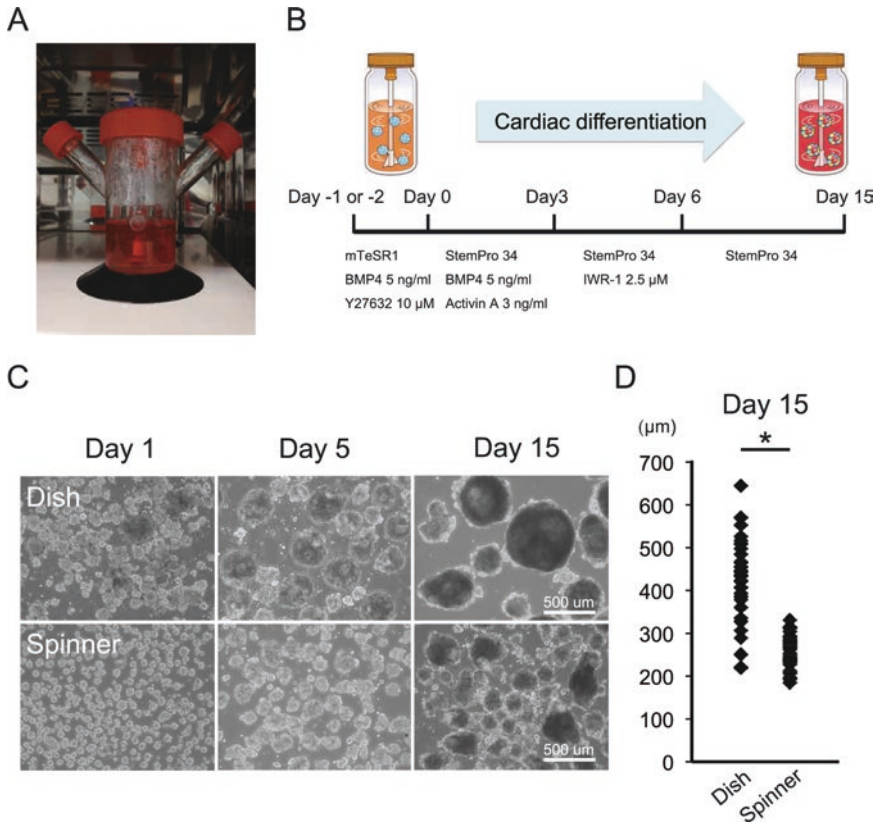 A
B
Cardiac differentiation
Day -1 or -2 Day 0 Day3 Day 6 Day 15
mTeSR1 StemPro 34 StemPro 34 StemPro 34
BMP4 5 ng/ml BMP4 5 ng/ml IWR-1 2.5 µM
Y27632 10 µM Activin A 3 ng/ml
C
Day 1 Day 5 Day 15
Dish
500 um
Spinner
500 um
D
Day 15
(µm)
*
700
600
500
400
300
200
100
0
Dish
Spinner